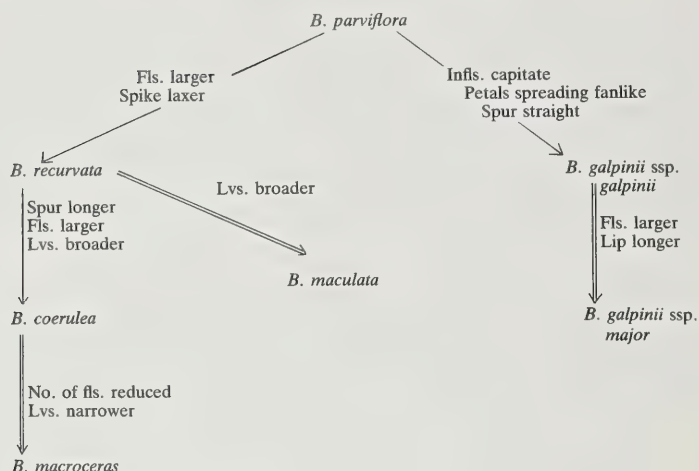 B. parviflora
Fls. larger
Spike laxer
Infls. capitate
Petals spreading fanlike
Spur straight
B. recurvata
Lvs. broader
B. galpinii ssp.
galpinii
Spur longer
Fls. larger
Lvs. broader
Fls. larger
Lip longer
B. maculata
B. coerulea
B. galpinii ssp.
major
No. of fls. reduced
Lvs. narrower
B. macroceras